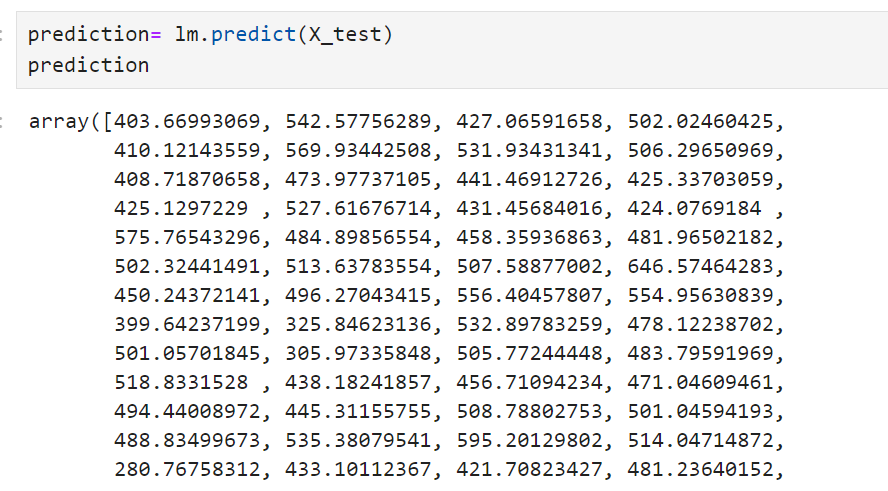 prediction= lm.predict(X_test)
prediction
array([403.66993069, 542.57756289, 427.06591658, 502.02460425,
410.12143559, 569.93442508, 531.93431341, 506.29650969,
408.71870658, 473.97737105, 441.46912726, 425.33703059,
425.1297229 , 527.61676714, 431.45684016, 424.0769184 ,
575.76543296, 484.89856554, 458.35936863, 481.96502182,
502.32441491, 513.63783554, 507.58877002, 646.57464283,
450.24372141, 496.27043415, 556.40457807, 554.95630839,
399.64237199, 325.84623136, 532.89783259, 478.12238702,
501.05701845, 305.97335848, 505.77244448, 483.79591969,
518.8331528 , 438.18241857, 456.71094234, 471.04609461,
494.44008972, 445.31155755, 508.78802753, 501.04594193,
488.83499673, 535.38079541, 595.20129802, 514.04714872,
280.76758312, 433.10112367, 421.70823427, 481.23640152,